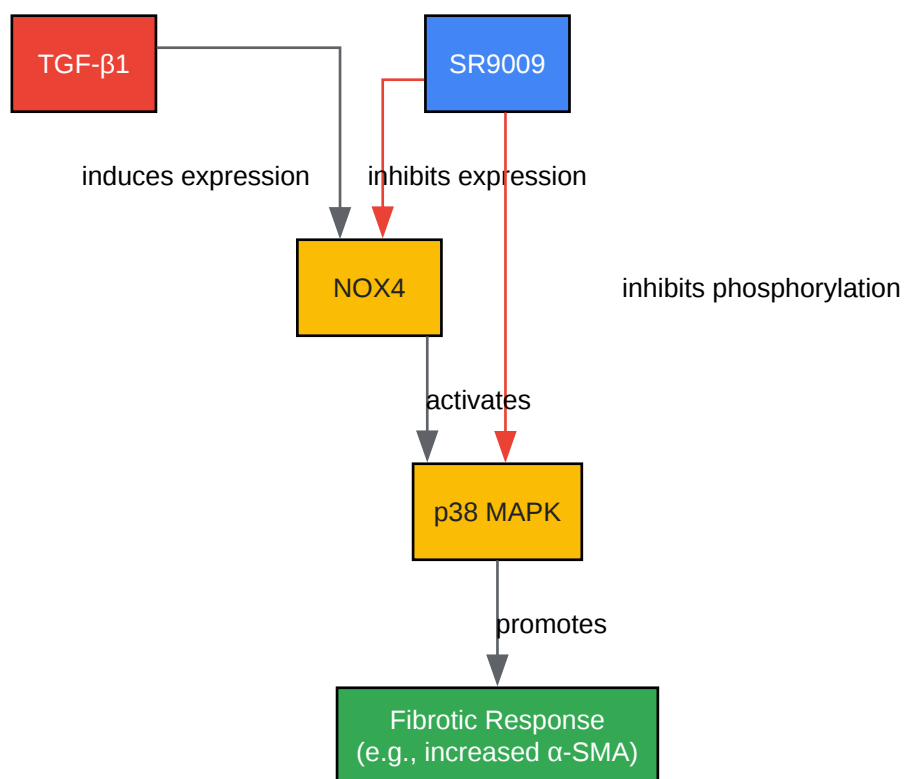 TGF-β1
SR9009
induces expression
inhibits expression
NOX4
inhibits phosphorylation
activates
p38 MAPK
promotes
Fibrotic Response
(e.g., increased α-SMA)